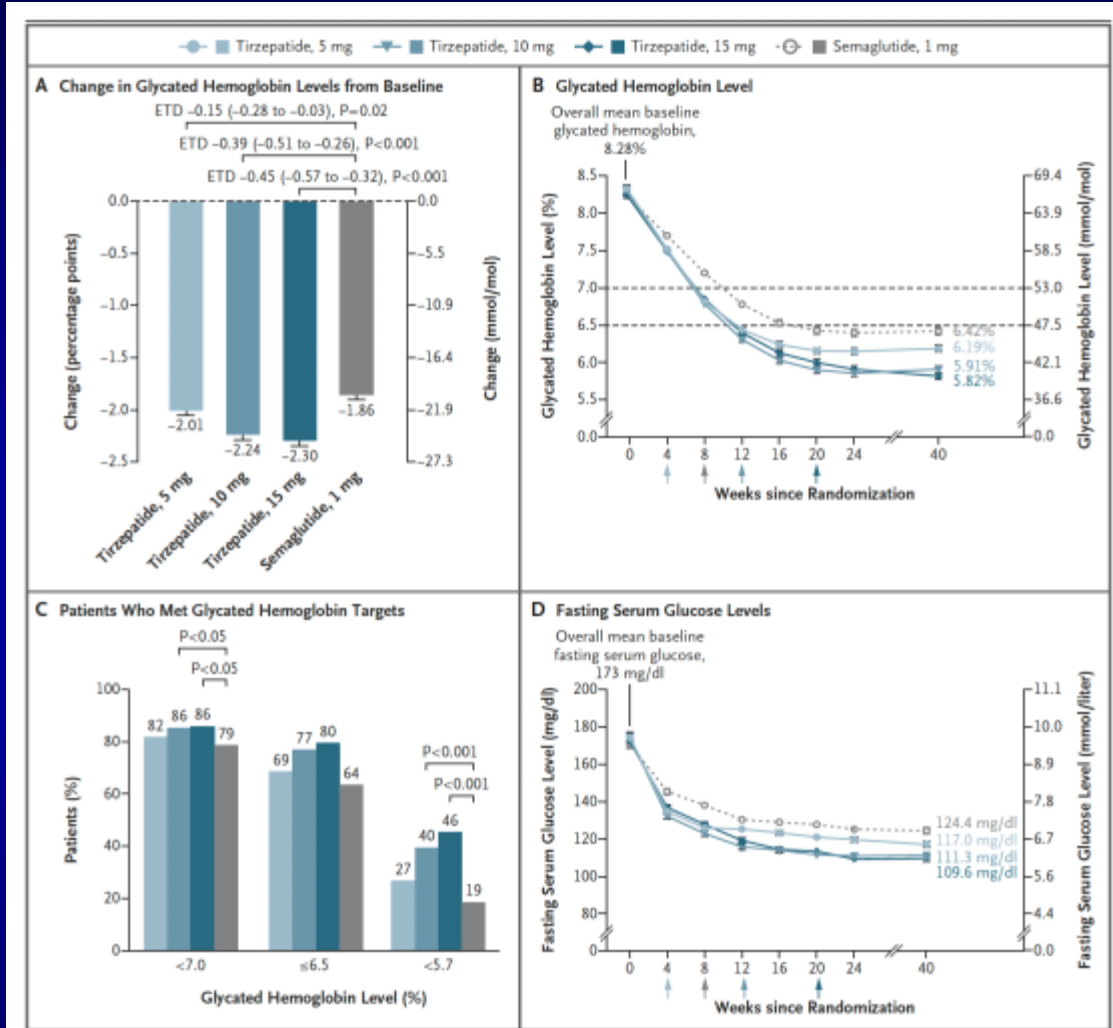 Tirzepatide, 5 mg Tirzepatide, 10 mg Tirzepatide, 15 mg Semaglutide, 1 mg
A Change in Glycated Hemoglobin Levels from Baseline
ETD −0.15 (−0.28 to −0.03), P=0.02
ETD −0.39 (−0.51 to −0.26), P<0.001
ETD −0.45 (−0.57 to −0.32), P<0.001
Change (percentage points)
0.0
−0.5
−1.0
−1.5
−2.0
−2.5
−2.01
−2.24
−2.30
−1.86
0.0
−5.5
−10.9
−16.4
−21.9
−27.3
Change (mmol/mol)
Tirzepatide, 5 mg
Tirzepatide, 10 mg
Tirzepatide, 15 mg
Semaglutide, 1 mg
B Glycated Hemoglobin Level
Overall mean baseline
glycated hemoglobin,
8.28%
Glycated Hemoglobin Level (%)
8.5
8.0
7.5
7.0
6.5
6.0
5.5
0.0
6.42%
6.19%
5.91%
5.82%
69.4
63.9
58.5
53.0
47.5
42.1
36.6
0.0
Glycated Hemoglobin Level (mmol/mol)
0 4 8 12 16 20 24 40
Weeks since Randomization
C Patients Who Met Glycated Hemoglobin Targets
P<0.05
P<0.05
P<0.001
P<0.001
Patients (%)
100
80
60
40
20
0
82 86 86 79
69 77 80 64
27 40 46 19
<7.0 ≤6.5 <5.7
Glycated Hemoglobin Level (%)
D Fasting Serum Glucose Levels
Overall mean baseline
fasting serum glucose,
173 mg/dl
Fasting Serum Glucose Level (mg/dl)
200
180
160
140
120
100
80
0
124.4 mg/dl
117.0 mg/dl
111.3 mg/dl
109.6 mg/dl
11.1
10.0
8.9
7.8
6.7
5.6
4.4
0.0
Fasting Serum Glucose Level (mmol/liter)
0 4 8 12 16 20 24 40
Weeks since Randomization